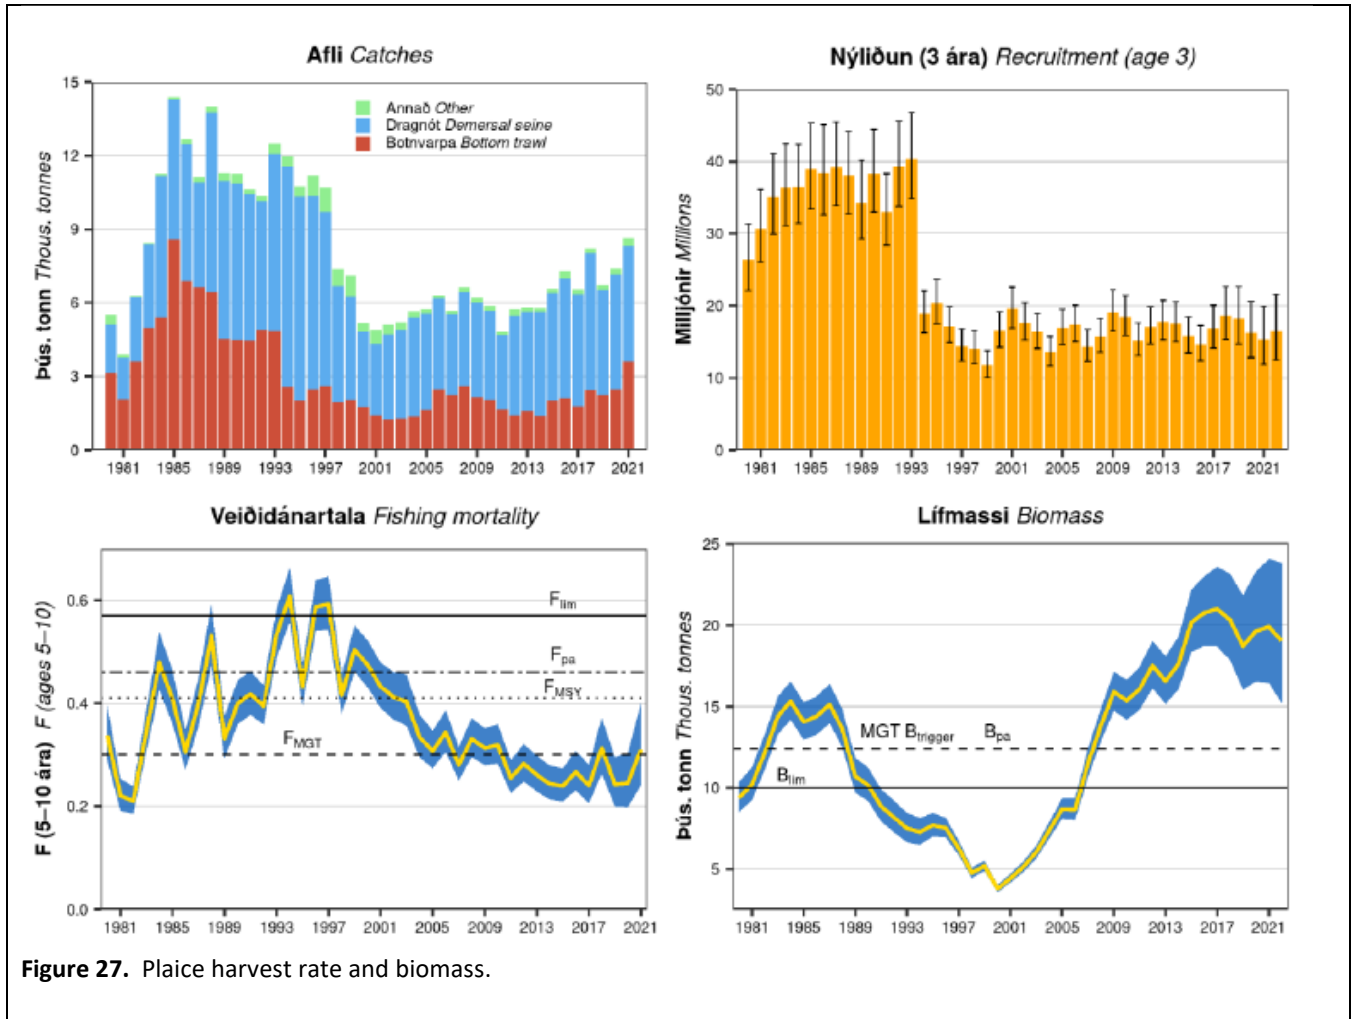 Afli Catches
15
12
9
6
3
0
Þús. tonn Thous. tonnes
Annað Other
Dragnót Demersal seine
Botnvarpa Bottom trawl
1981 1985 1989 1993 1997 2001 2005 2009 2013 2017 2021
Nýliðun (3 ára) Recruitment (age 3)
50
40
30
20
10
0
Milljónir Millions
1961 1965 1969 1993 1997 2001 2005 2009 2013 2017 2021
Veiðidánartala Fishing mortality
0.6
0.4
0.2
0.0
F (5–10 ára) F (ages 5–10)
Flim
Fpa
FMSY
FMGT
1981 1985 1989 1993 1997 2001 2005 2009 2013 2017 2021
Lífmassi Biomass
25
20
15
10
5
Þús. tonn Thous. tonnes
MGT Btrigger Bpa
Blim
1981 1985 1989 1993 1997 2001 2005 2009 2013 2017 2021
Figure 27. Plaice harvest rate and biomass.